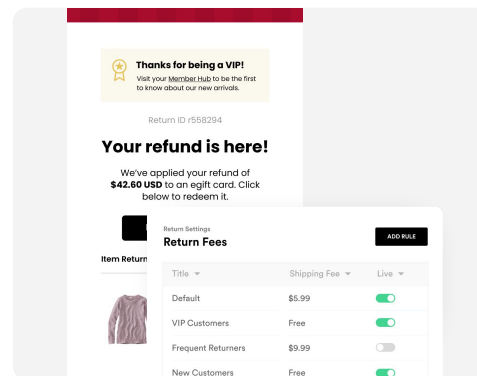 Thanks for being a VIP!
Visit your Member Hub to be the first
to know about our new arrivals.
Return ID r558294
Your refund is here!
We've applied your refund of
$42.60 USD to an egift card. Click
below to redeem it.
Item Return
Return Settings
Return Fees
ADD RULE
Title Shipping Fee Live
Default $5.99
VIP Customers Free
Frequent Returners $9.99
New Customers Free